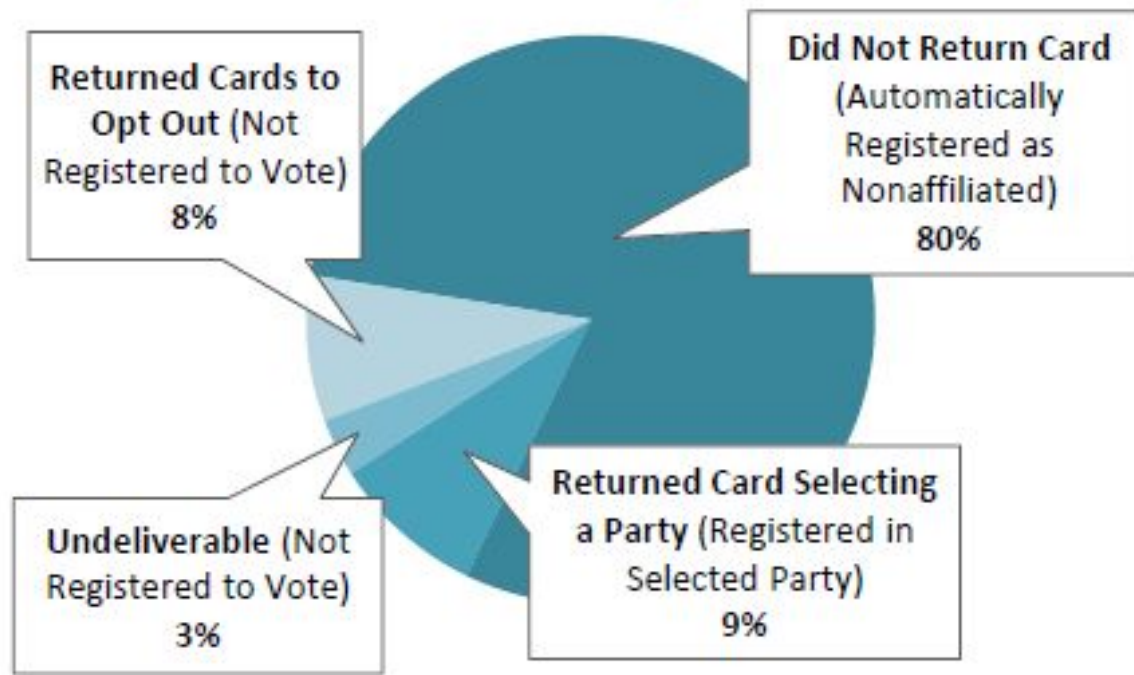 Returned Cards to
Opt Out (Not
Registered to Vote)
8%
Did Not Return Card
(Automatically
Registered as
Nonaffiliated)
80%
Undeliverable (Not
Registered to Vote)
3%
Returned Card Selecting
a Party (Registered in
Selected Party)
9%